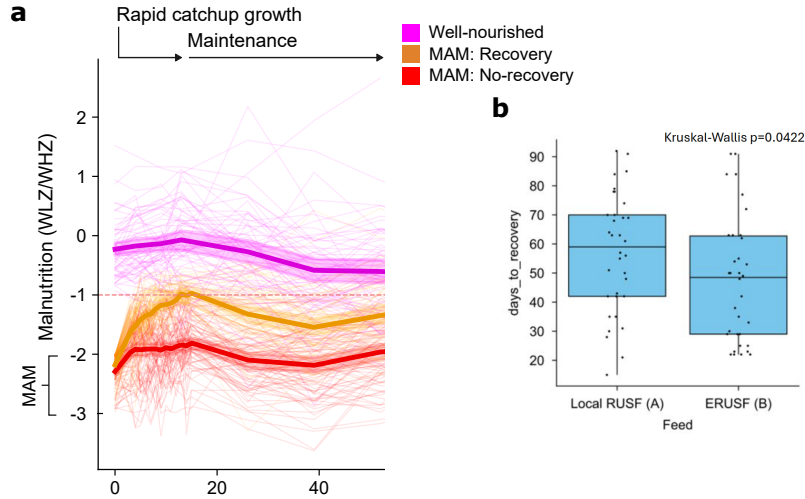 a
Rapid catchup growth
Maintenance
Well-nourished
MAM: Recovery
MAM: No-recovery
Malnutrition (WLZ/WHZ)
MAM
2
1
0
-1
-2
-3
0 20 40
b
Kruskal-Wallis p=0.0422
days_to_recovery
90
80
70
60
50
40
30
20
Local RUSF (A) ERUSF (B)
Feed